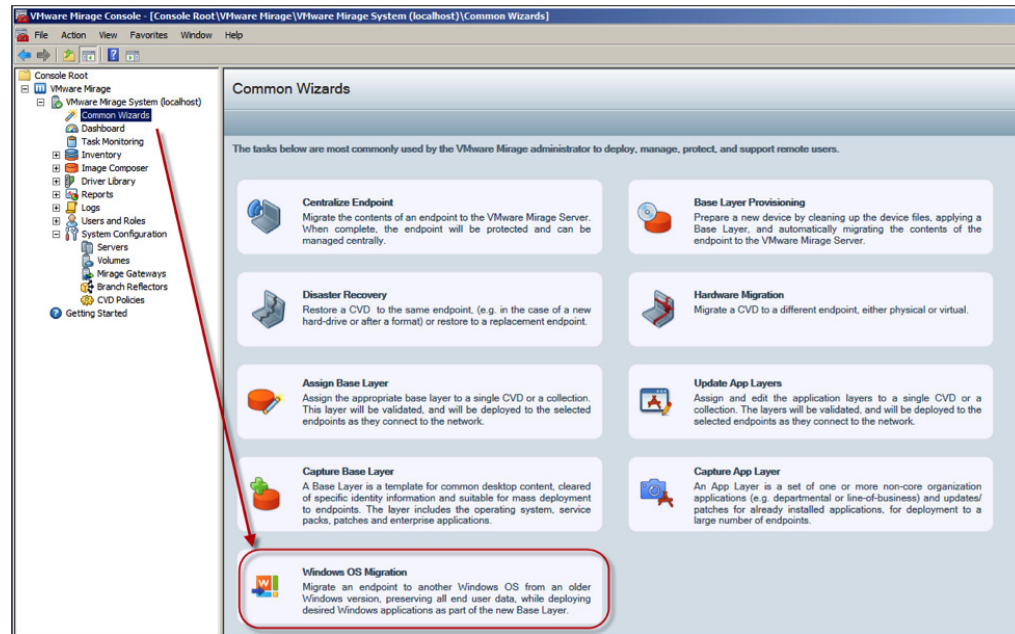 VMware Mirage Console - [Console Root\VMware Mirage\VMware Mirage System (localhost)\Common Wizards]
File Action View Favorites Window Help
Console Root
VMware Mirage
VMware Mirage System (localhost)
Common Wizards
Dashboard
Task Monitoring
Inventory
Image Composer
Driver Library
Reports
Logs
Users and Roles
System Configuration
Servers
Volumes
Mirage Gateways
Branch Reflectors
CVD Policies
Getting Started
Common Wizards
The tasks below are most commonly used by the VMware Mirage administrator to deploy, manage, protect, and support remote users.
Centralize Endpoint
Migrate the contents of an endpoint to the VMware Mirage Server.
When complete, the endpoint will be protected and can be
managed centrally.
Base Layer Provisioning
Prepare a new device by cleaning up the device files, applying a
Base Layer, and automatically migrating the contents of the
endpoint to the VMware Mirage Server.
Disaster Recovery
Restore a CVD to the same endpoint, (e.g. in the case of a new
hard-drive or after a format) or restore to a replacement endpoint.
Hardware Migration
Migrate a CVD to a different endpoint, either physical or virtual.
Assign Base Layer
Assign the appropriate base layer to a single CVD or a collection.
This layer will be validated, and will be deployed to the selected
endpoints as they connect to the network.
Update App Layers
Assign and edit the application layers to a single CVD or a
collection. The layers will be validated, and will be deployed to the
selected endpoints as they connect to the network.
Capture Base Layer
A Base Layer is a template for common desktop content, cleared
of specific identity information and suitable for mass deployment
to endpoints. The layer includes the operating system, service
packs, patches and enterprise applications.
Capture App Layer
An App Layer is a set of one or more non-core organization
applications (e.g. departmental or line-of-business) and updates/
patches for already installed applications, for deployment to a
large number of endpoints.
Windows OS Migration
Migrate an endpoint to another Windows OS from an older
Windows version, preserving all end user data, while deploying
desired Windows applications as part of the new Base Layer.